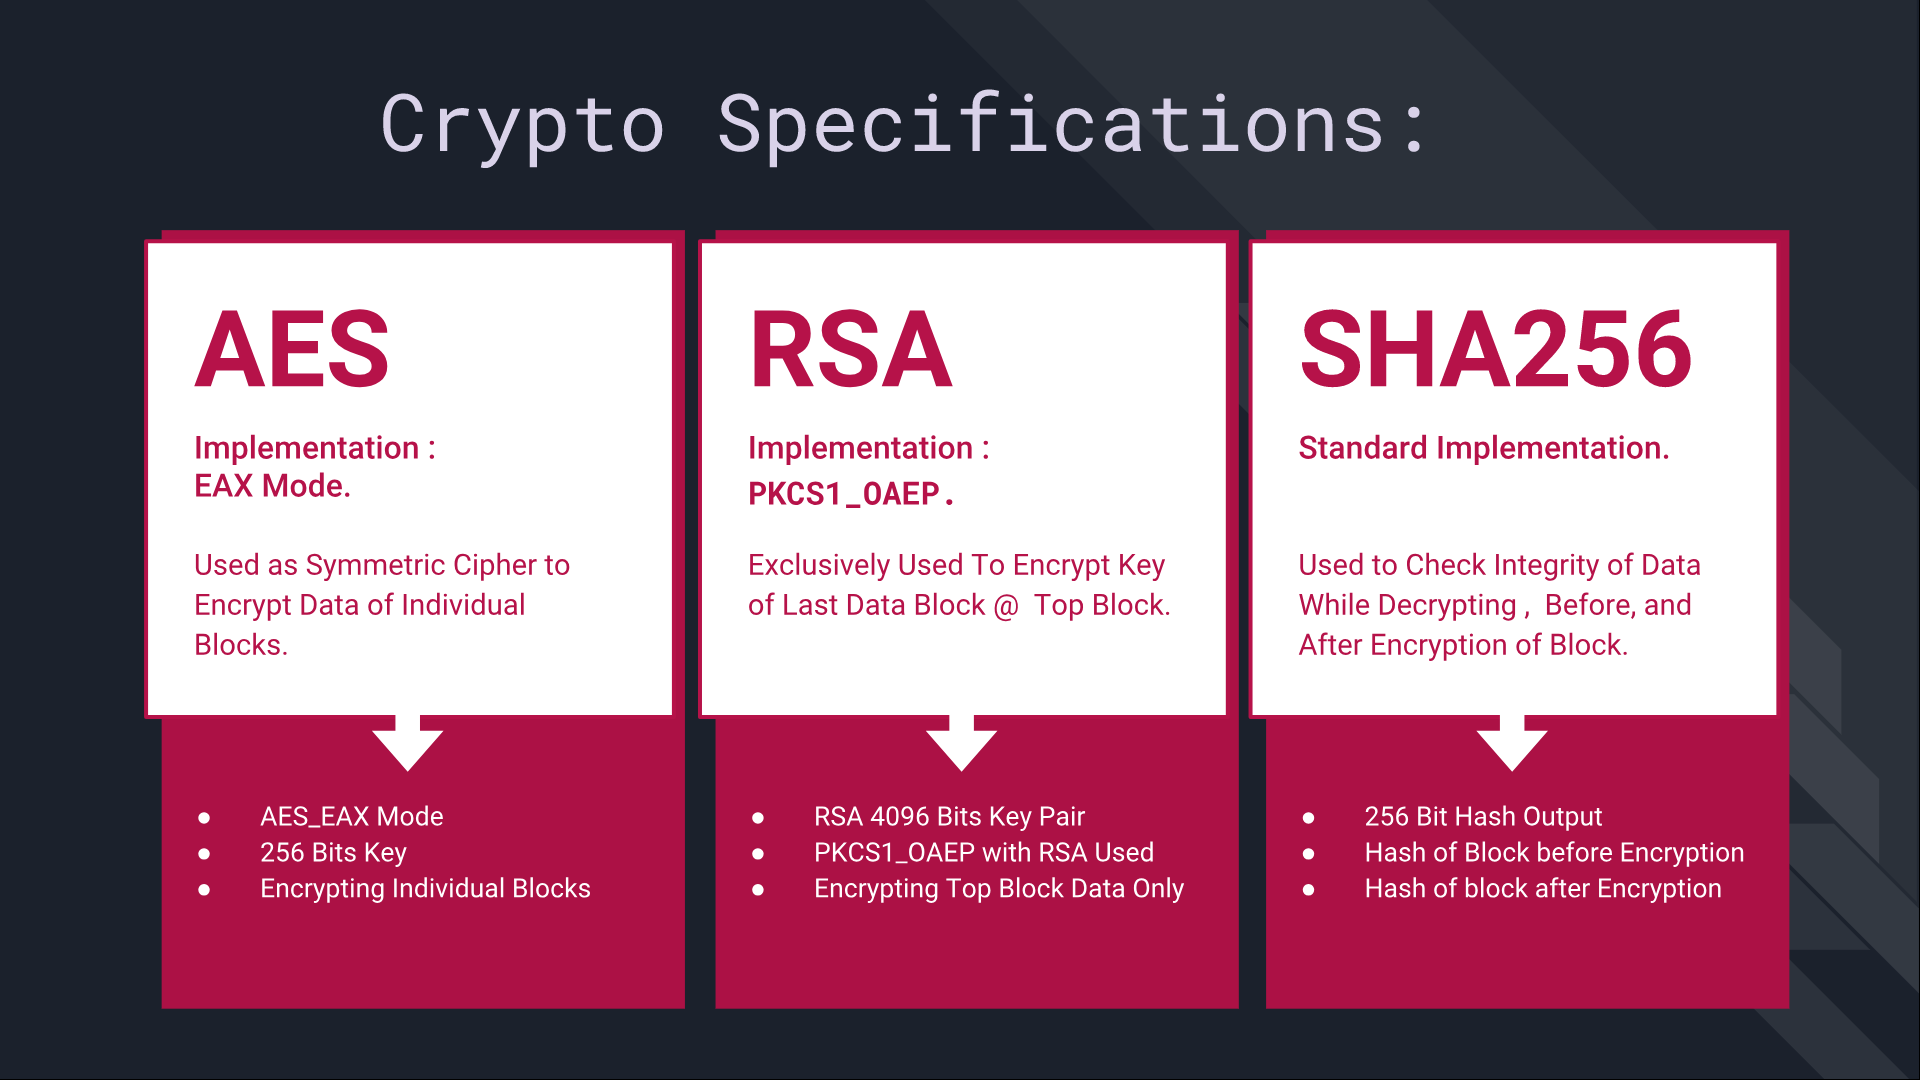 Crypto Specifications:
AES
Implementation :
EAX Mode.
Used as Symmetric Cipher to
Encrypt Data of Individual
Blocks.
● AES_EAX Mode
● 256 Bits Key
● Encrypting Individual Blocks
RSA
Implementation :
PKCS1_OAEP.
Exclusively Used To Encrypt Key
of Last Data Block @  Top Block.
● RSA 4096 Bits Key Pair
● PKCS1_OAEP with RSA Used
● Encrypting Top Block Data Only
SHA256
Standard Implementation.
Used to Check Integrity of Data
While Decrypting ,  Before, and
After Encryption of Block.
● 256 Bit Hash Output
● Hash of Block before Encryption
● Hash of block after Encryption